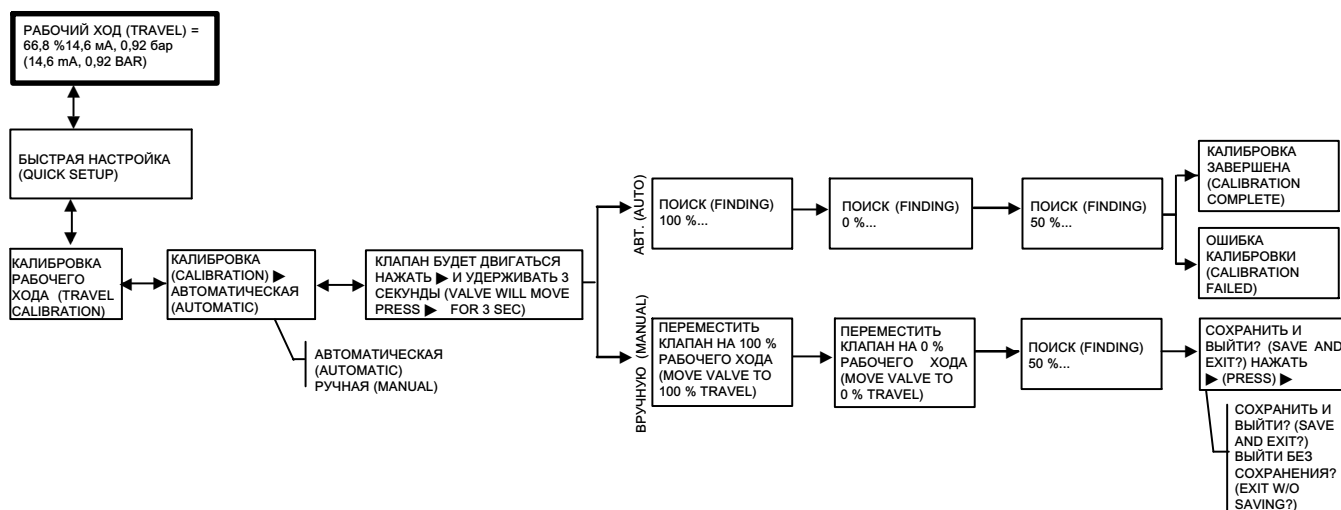 РАБОЧИЙ ХОД (TRAVEL) =
66,8 %14,6 мА, 0,92 бар
(14,6 mA, 0,92 BAR)
БЫСТРАЯ НАСТРОЙКА
(QUICK SETUP)
КАЛИБРОВКА
РАБОЧЕГО
ХОДА (TRAVEL
CALIBRATION)
КАЛИБРОВКА
(CALIBRATION) ▶
АВТОМАТИЧЕСКАЯ
(AUTOMATIC)
АВТОМАТИЧЕСКАЯ
(AUTOMATIC)
РУЧНАЯ (MANUAL)
КЛАПАН БУДЕТ ДВИГАТЬСЯ
НАЖАТЬ ▶ И УДЕРЖИВАТЬ 3
СЕКУНДЫ (VALVE WILL MOVE
PRESS ▶ FOR 3 SEC)
АВТ. (AUTO)
ПОИСК (FINDING)
100 %...
ПОИСК (FINDING)
0 %...
ПОИСК (FINDING)
50 %...
КАЛИБРОВКА
ЗАВЕРШЕНА
(CALIBRATION
COMPLETE)
ОШИБКА
КАЛИБРОВКИ
(CALIBRATION
FAILED)
ВРУЧНУЮ (MANUAL)
ПЕРЕМЕСТИТЬ
КЛАПАН НА 100 %
РАБОЧЕГО ХОДА
(MOVE VALVE TO
100 % TRAVEL)
ПЕРЕМЕСТИТЬ
КЛАПАН НА 0 %
РАБОЧЕГО ХОДА
(MOVE VALVE TO
0 % TRAVEL)
ПОИСК (FINDING)
50 %...
СОХРАНИТЬ И
ВЫЙТИ? (SAVE AND
EXIT?) НАЖАТЬ
▶ (PRESS) ▶
СОХРАНИТЬ И
ВЫЙТИ? (SAVE
AND EXIT?)
ВЫЙТИ БЕЗ
СОХРАНЕНИЯ?
(EXIT W/O
SAVING?)